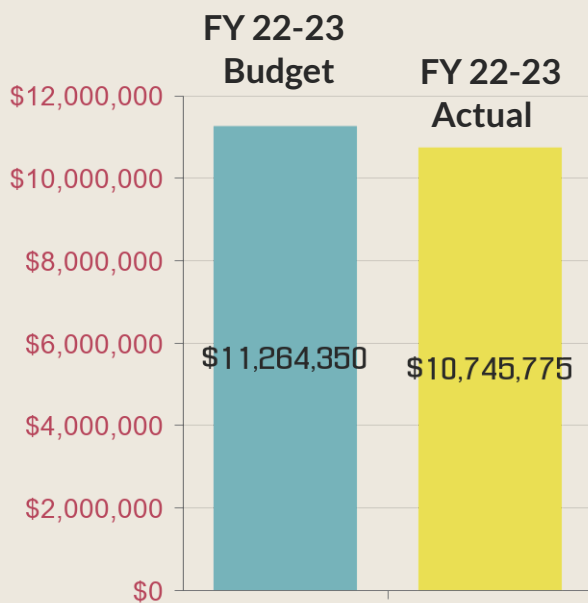 FY 22-23
Budget
FY 22-23
Actual
$12,000,000
$10,000,000
$8,000,000
$6,000,000
$11,264,350
$10,745,775
$4,000,000
$2,000,000
$0